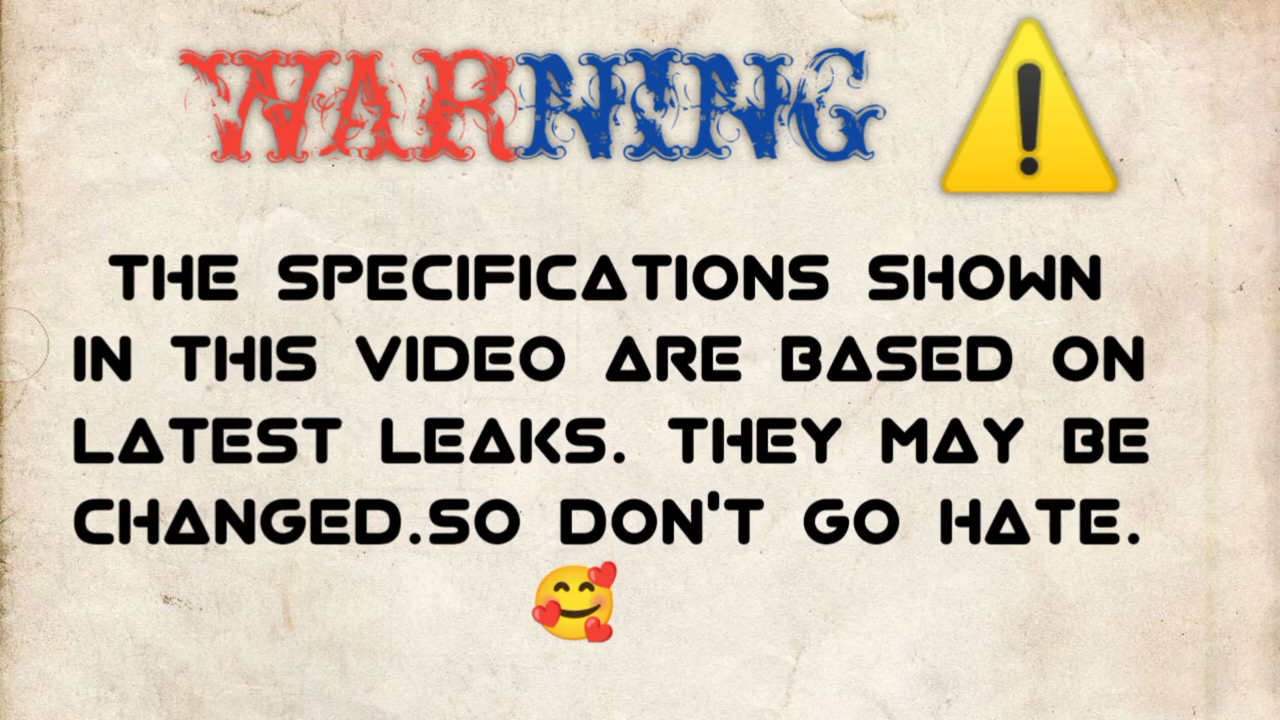 WARNING ⚠️
THE SPECIFICATIONS SHOWN
IN THIS VIDEO ARE BASED ON
LATEST LEAKS. THEY MAY BE
CHANGED.SO DON'T GO HATE.
🥰